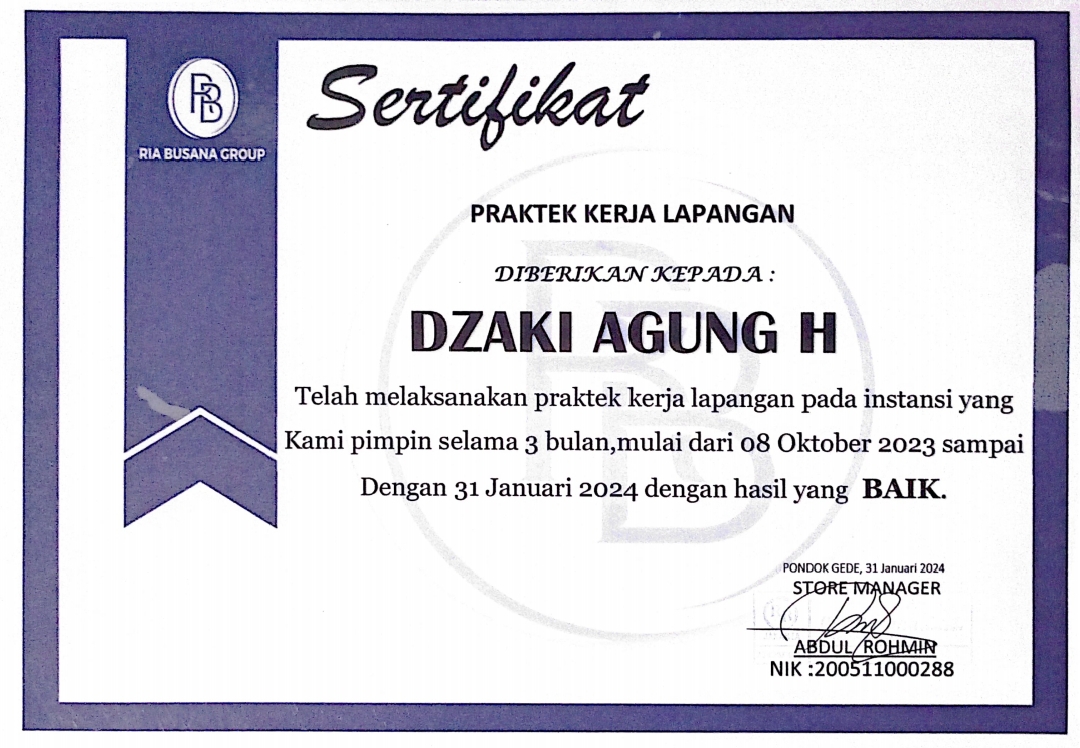 Sertifikat
RIA BUSANA GROUP
PRAKTEK KERJA LAPANGAN
DIBERIKAN KEPADA :
DZAKI AGUNG H
Telah melaksanakan praktek kerja lapangan pada instansi yang
Kami pimpin selama 3 bulan,mulai dari 08 Oktober 2023 sampai
Dengan 31 Januari 2024 dengan hasil yang BAIK.
PONDOK GEDE, 31 Januari 2024
STORE MANAGER
ABDUL ROHMIN
NIK :200511000288